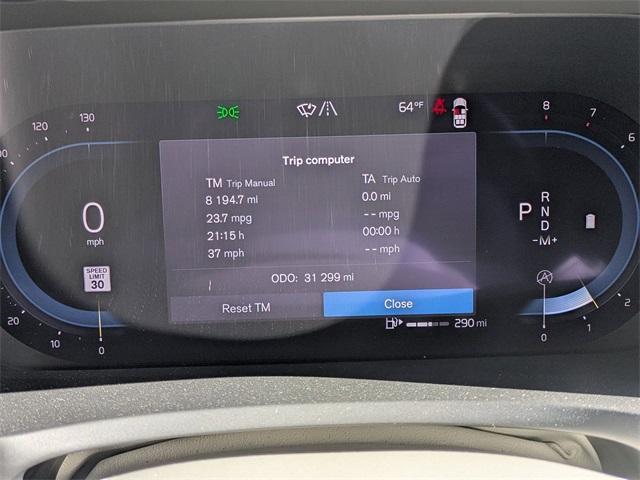 64°F
130
120
00
8
7
6
Trip computer
TM Trip Manual
TA Trip Auto
8 194.7 mi
0.0 mi
23.7 mpg
-- mpg
21:15 h
00:00 h
37 mph
-- mph
ODO: 31 299 mi
Reset TM
Close
0
mph
SPEED
LIMIT
30
P
R
N
D
-M+
A
20
10
0
290 mi
2
1
0